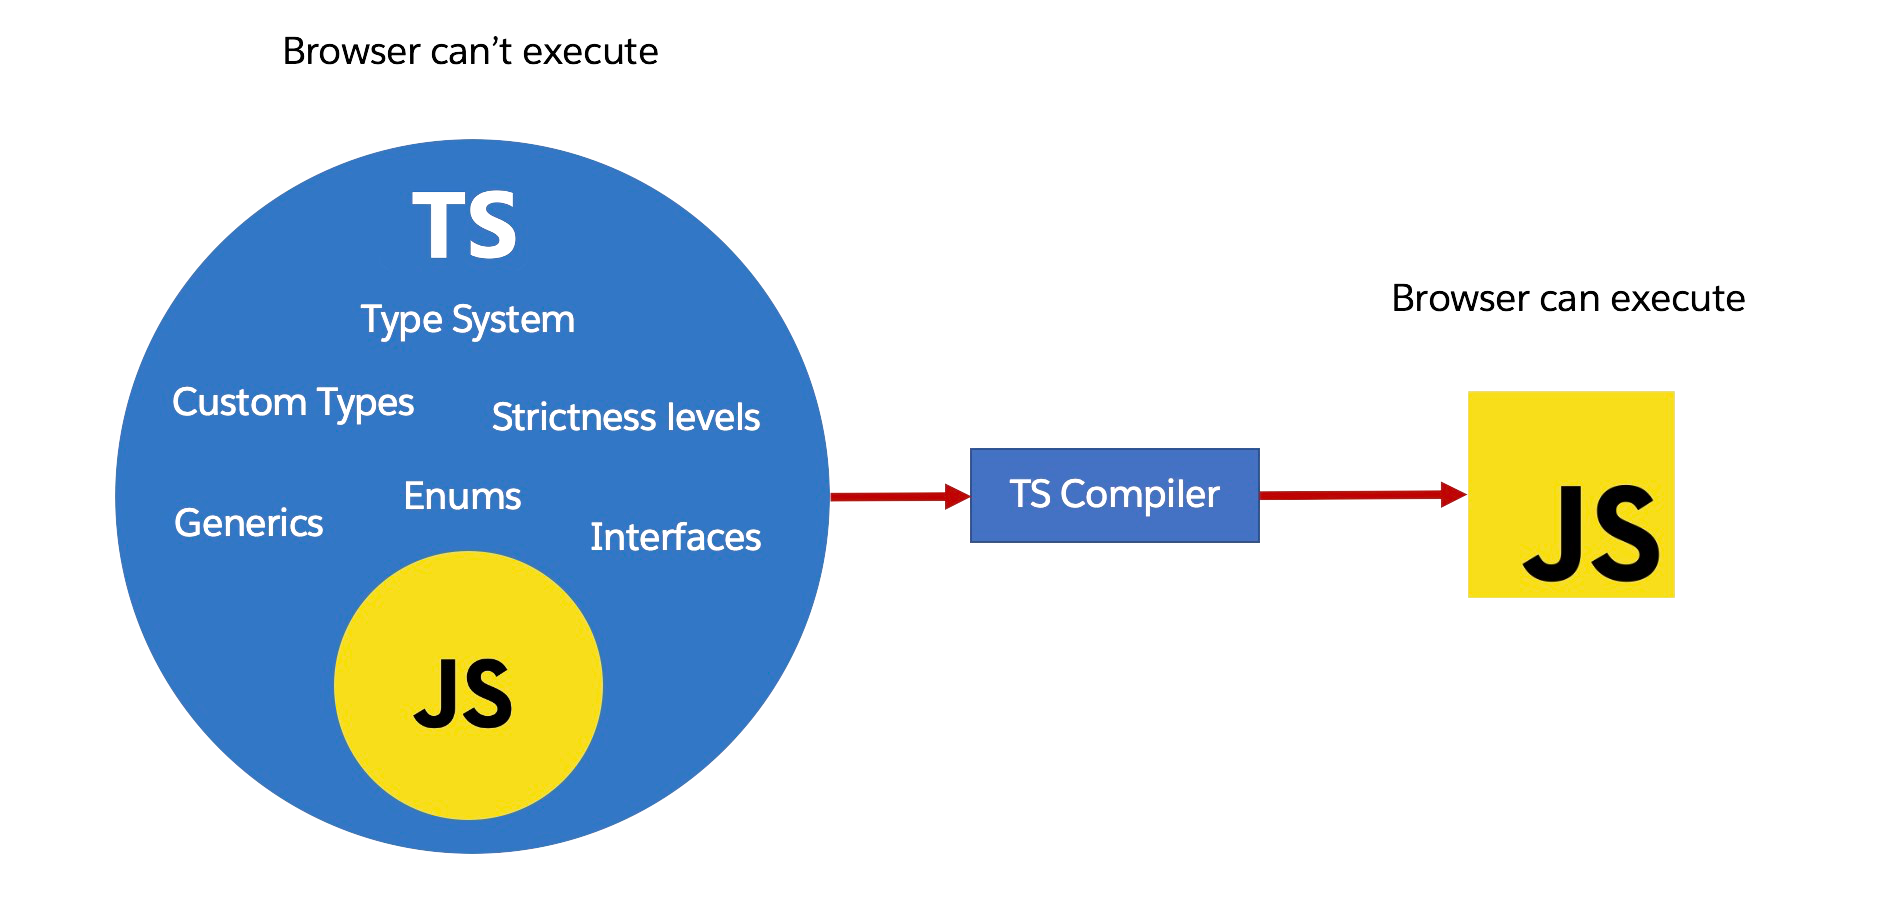 Browser can’t execute
TS
Type System
Custom Types
Strictness levels
Enums
Generics
Interfaces
JS
TS Compiler
Browser can execute
JS